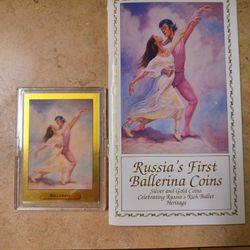 Russia's First
Ballerina Coins
Silver and Gold Coins
Celebrating Russia's Rich Ballet
Heritage